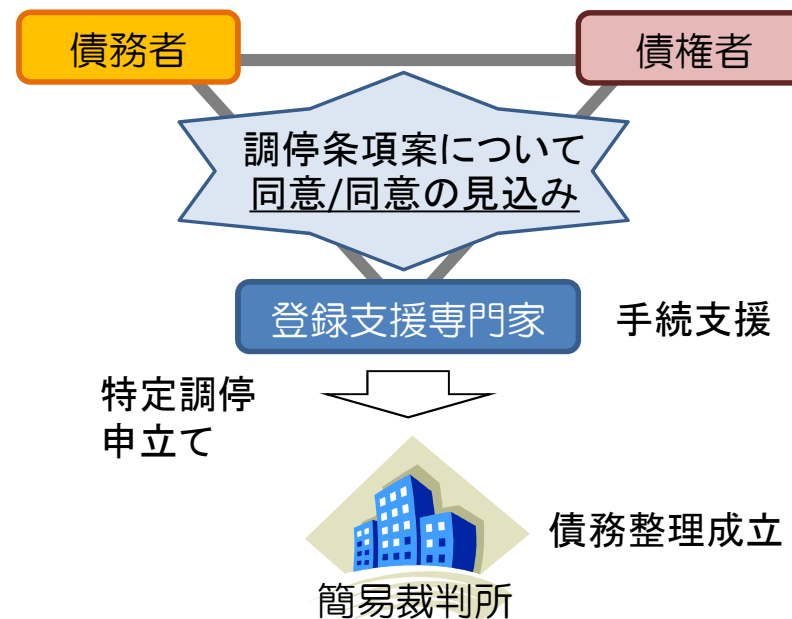 債務者
債権者
調停条項案について
同意/同意の見込み
登録支援専門家
手続支援
特定調停
申立て
債務整理成立
簡易裁判所